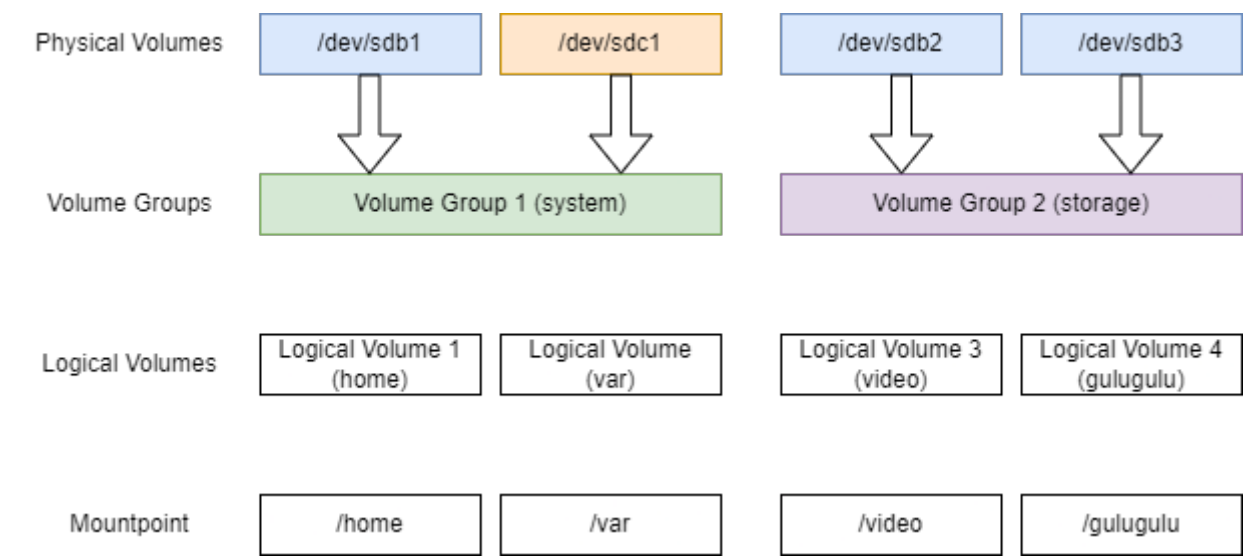 Physical Volumes
/dev/sdb1
/dev/sdc1
/dev/sdb2
/dev/sdb3
Volume Groups
Volume Group 1 (system)
Volume Group 2 (storage)
Logical Volumes
Logical Volume 1
(home)
Logical Volume
(var)
Logical Volume 3
(video)
Logical Volume 4
(gulugulu)
Mountpoint
/home
/var
/video
/gulugulu